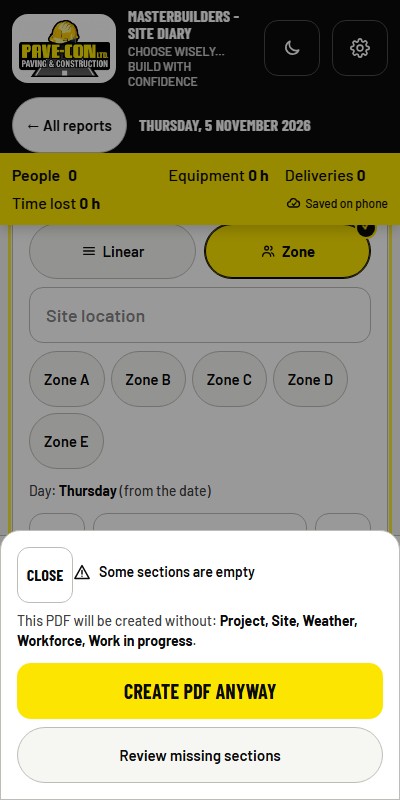 PAVE-CON LTD.
PAVING & CONSTRUCTION
MASTERBUILDERS -
SITE DIARY
CHOOSE WISELY...
BUILD WITH
CONFIDENCE
← All reports
THURSDAY, 5 NOVEMBER 2026
People 0
Equipment 0 h
Deliveries 0
Time lost 0 h
Saved on phone
Linear
Zone
Site location
Zone A
Zone B
Zone C
Zone D
Zone E
Day: Thursday (from the date)
CLOSE
Some sections are empty
This PDF will be created without: Project, Site, Weather,
Workforce, Work in progress.
CREATE PDF ANYWAY
Review missing sections